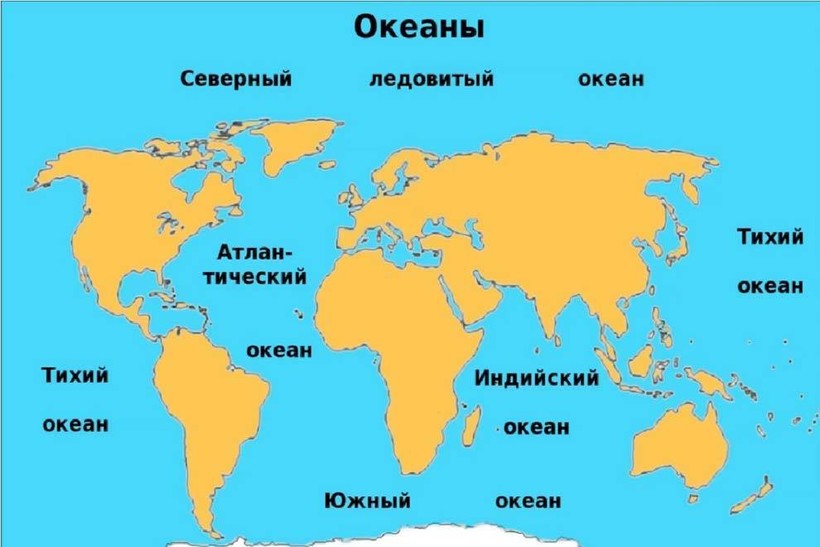 Океаны
Северный ледовитый океан
Атлан-
тический
океан
Тихий
океан
Тихий
океан
Индийский
океан
Южный океан